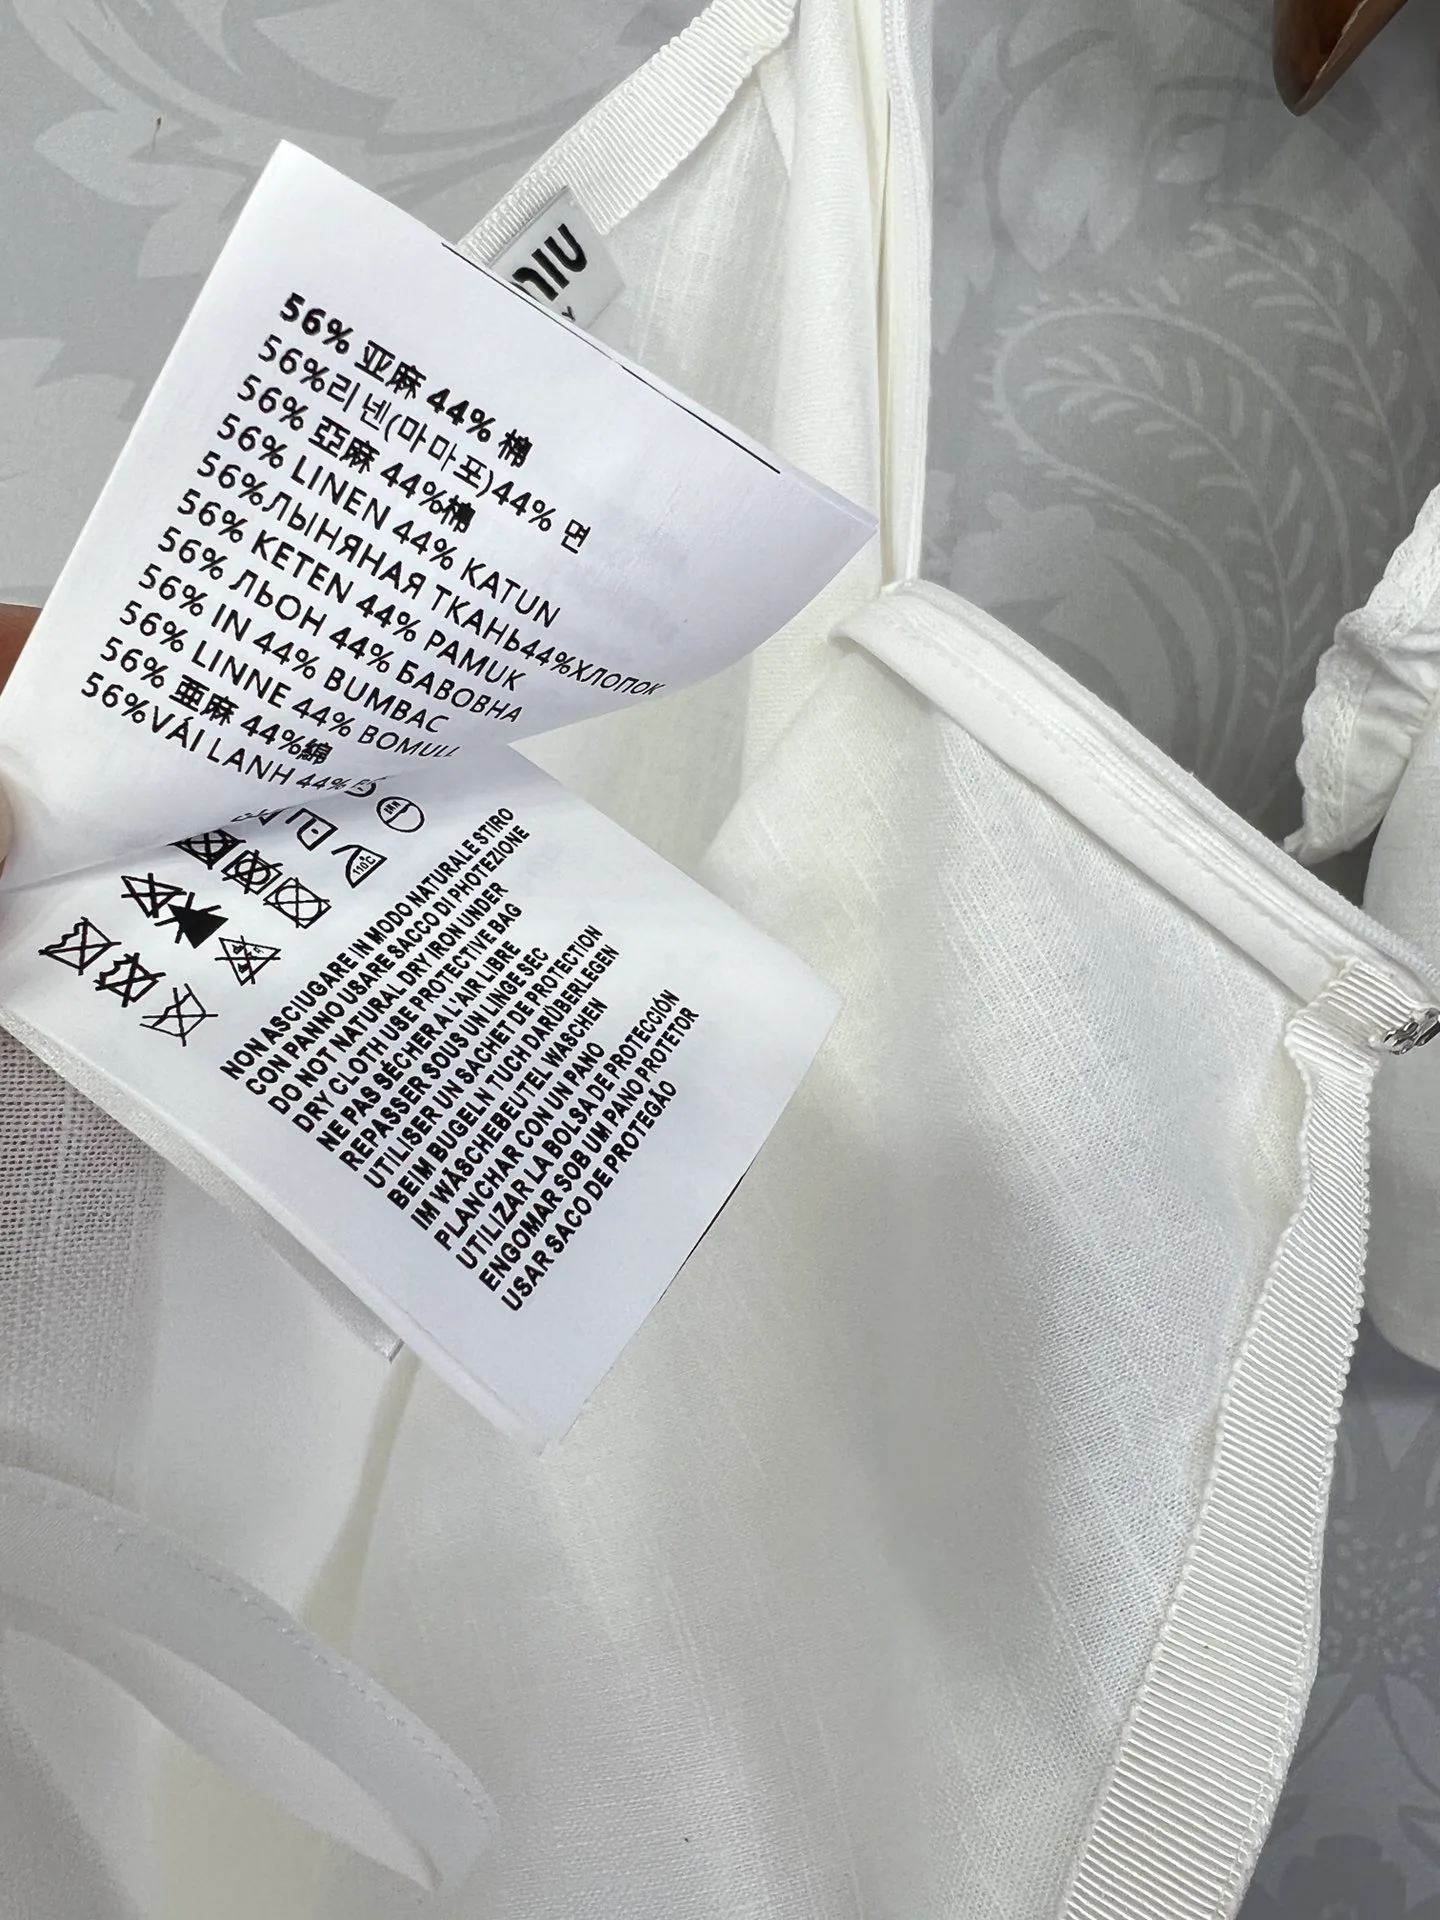 56% 亚麻 44% 棉
56%리넨(마마포)44% 면
56% 亞麻 44%棉
56% LINEN 44% KATUN
56%ЛЬІНЯНАЯ ТКАНЬ44%ХЛОПОК
56% KETEN 44% PAMUK
56% ЛЬОН 44% БАВОВНА
56% IN 44% BUMBAC
56% LINNE 44% BOMULL
56% 亜麻 44%綿
56%VẢI LANH 44%
110°C
NON ASCIUGARE IN MODO NATURALE STIRO
CON PANNO USARE SACCO DI PHOTEZIONE
DO NOT NATURAL DRY IRON UNDER
DRY CLOTH USE PROTECTIVE BAG
NE PAS SÉCHER A L'AIR LIBRE
REPASSER SOUS UN LINGE SEC
UTILISER UN SACHET DE PROTECTION
BEIM BUGELN TUCH DARÜBERLEGEN
IM WÄSCHEBEUTEL WASCHEN
PLANCHAR CON UN PANO
UTILIZAR LA BOLSA DE PROTECCIÓN
ENGOMAR SOB UM PANO PROTETOR
USAR SACO DE PROTEGÃO